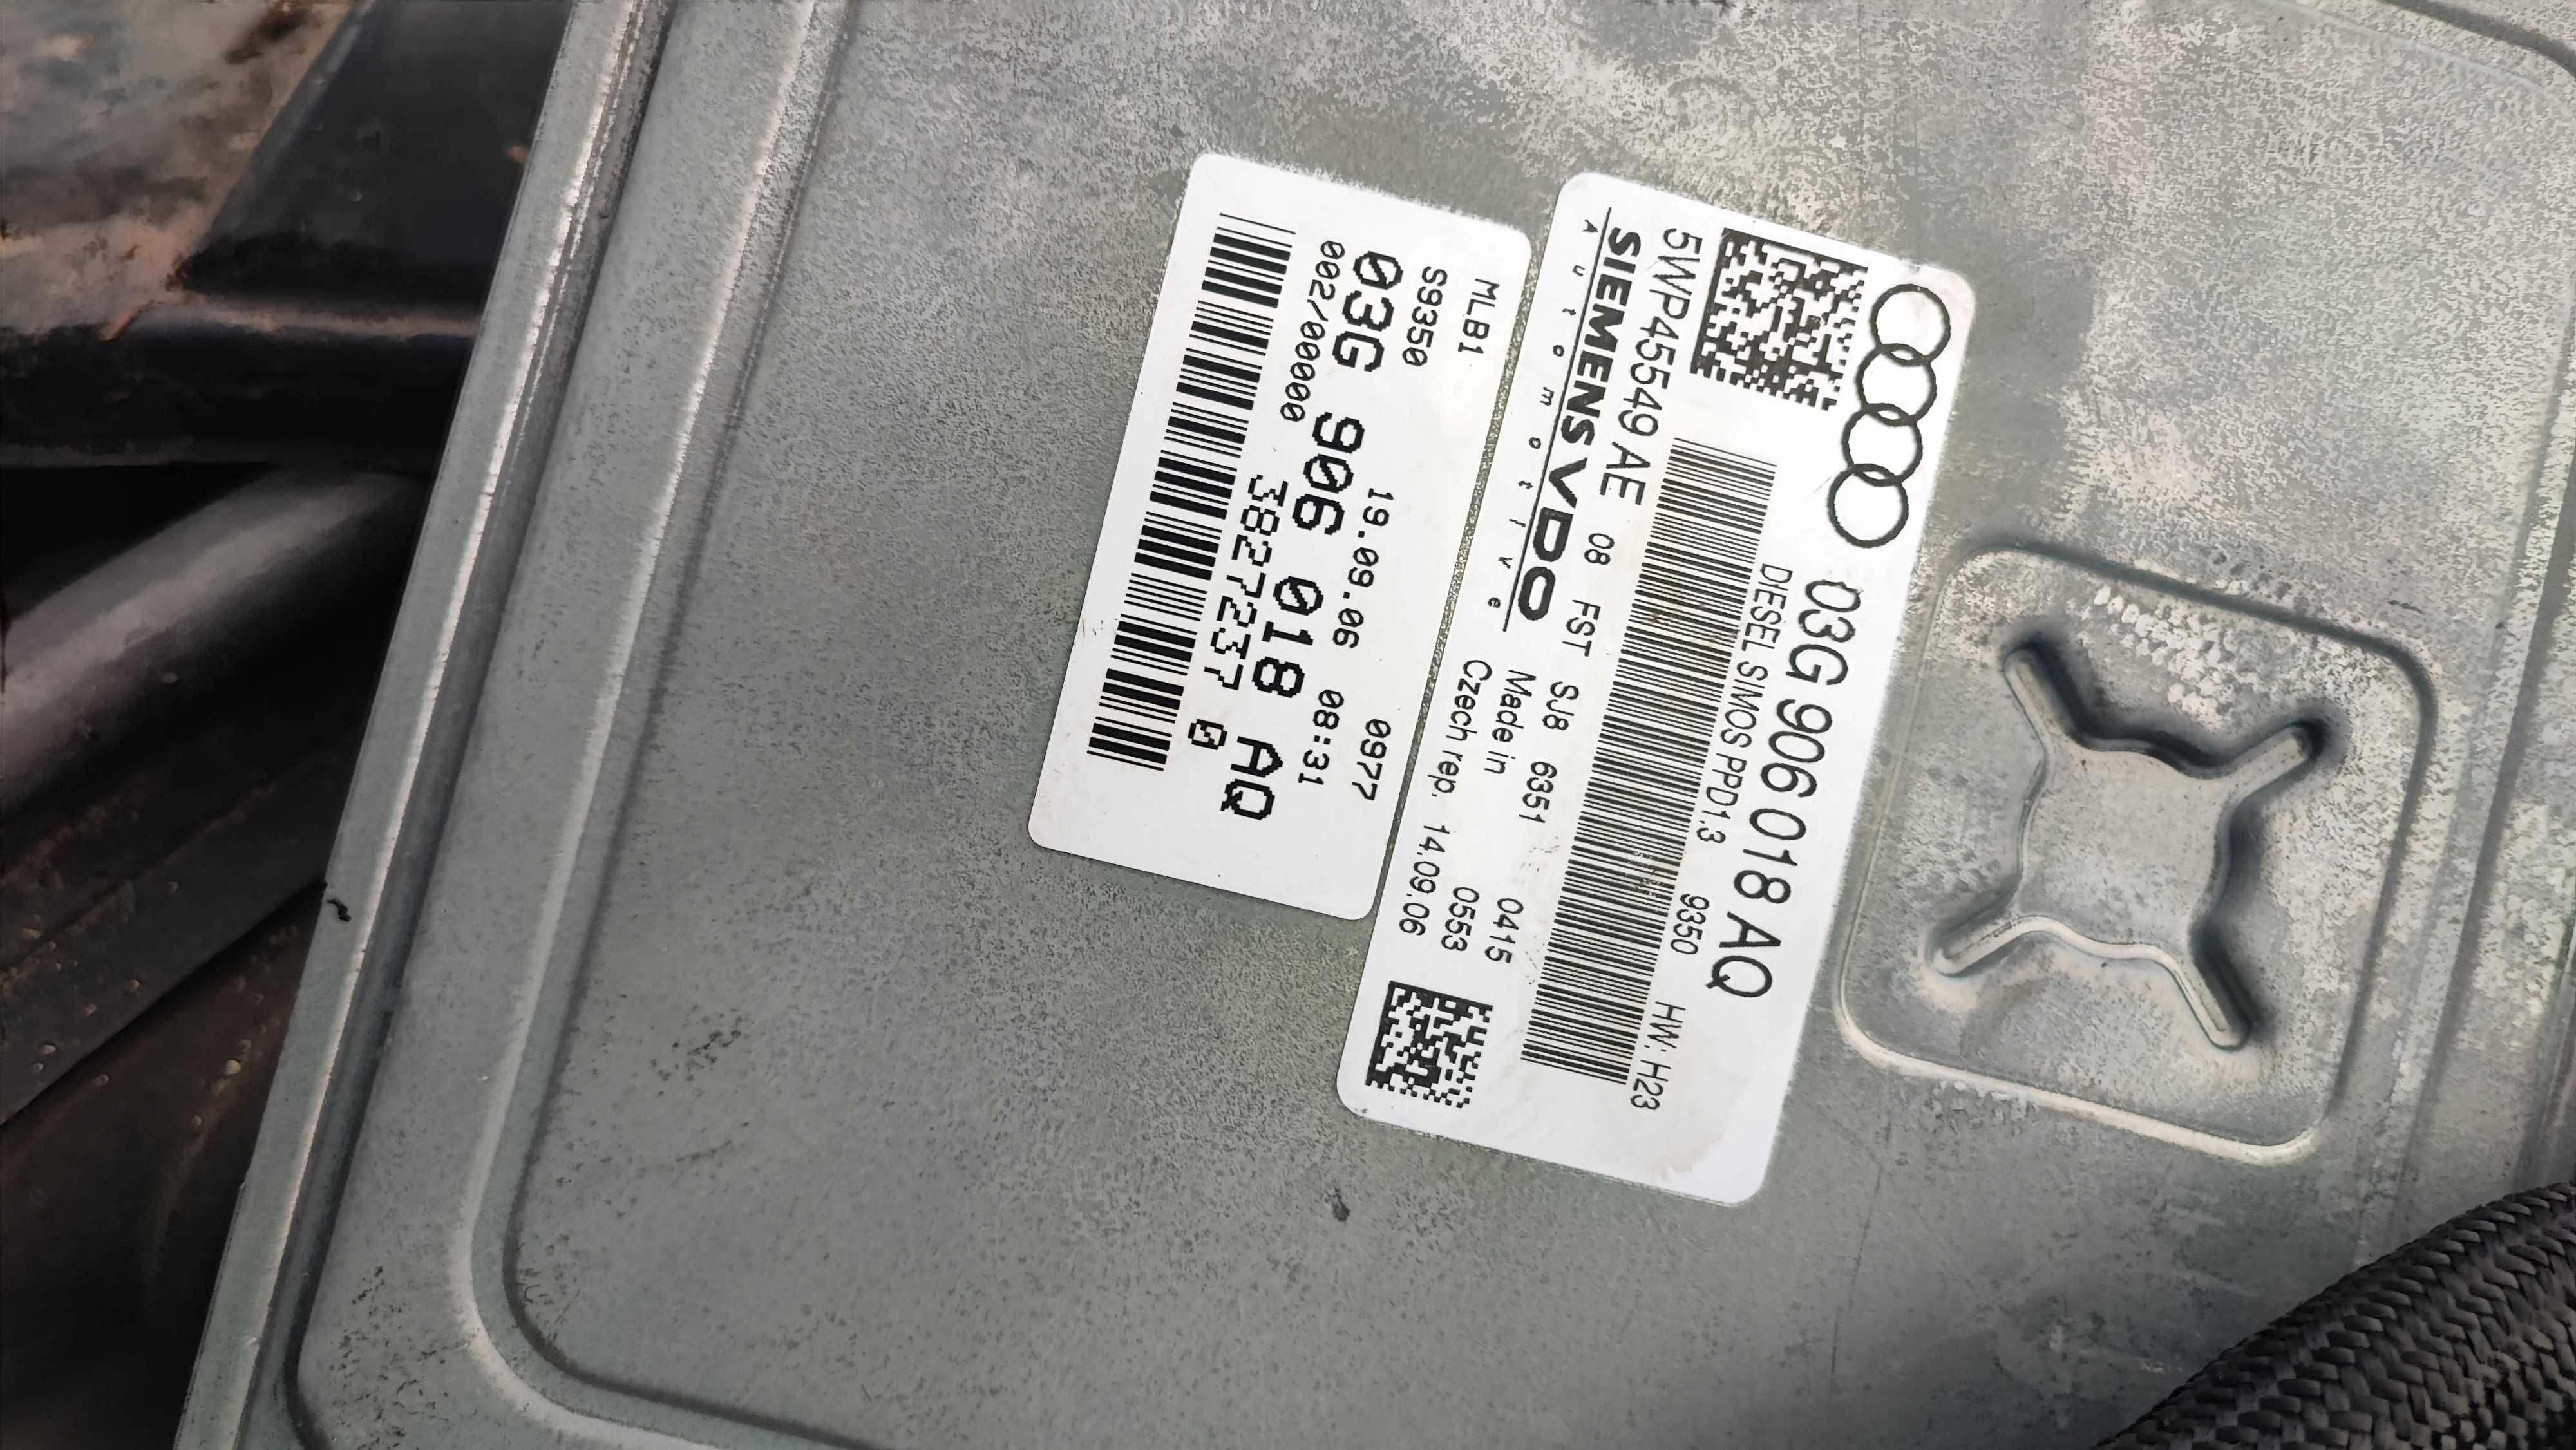 03G 906 018 AQ
DIESEL SIMOS PPD1.3 9350 HW: H23
5WP45549 AE 08 FST SJ8 6351 0415
SIEMENS VDO
Automotive
Made in
Czech rep.
0553
14.09.06
MLB1
S9350 0977
19.09.06 08:31
03G 906 018 AQ
002/00000 3827237 0